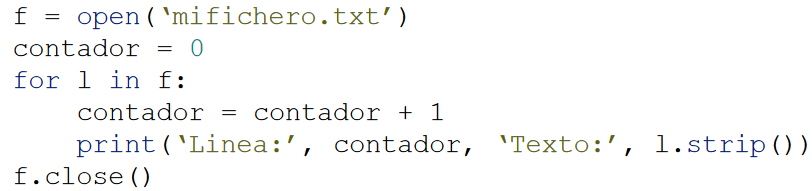 f = open(‘mifichero.txt’)
contador = 0
for l in f:
    contador = contador + 1
    print(‘Linea:’, contador, ‘Texto:’, l.strip())
f.close()